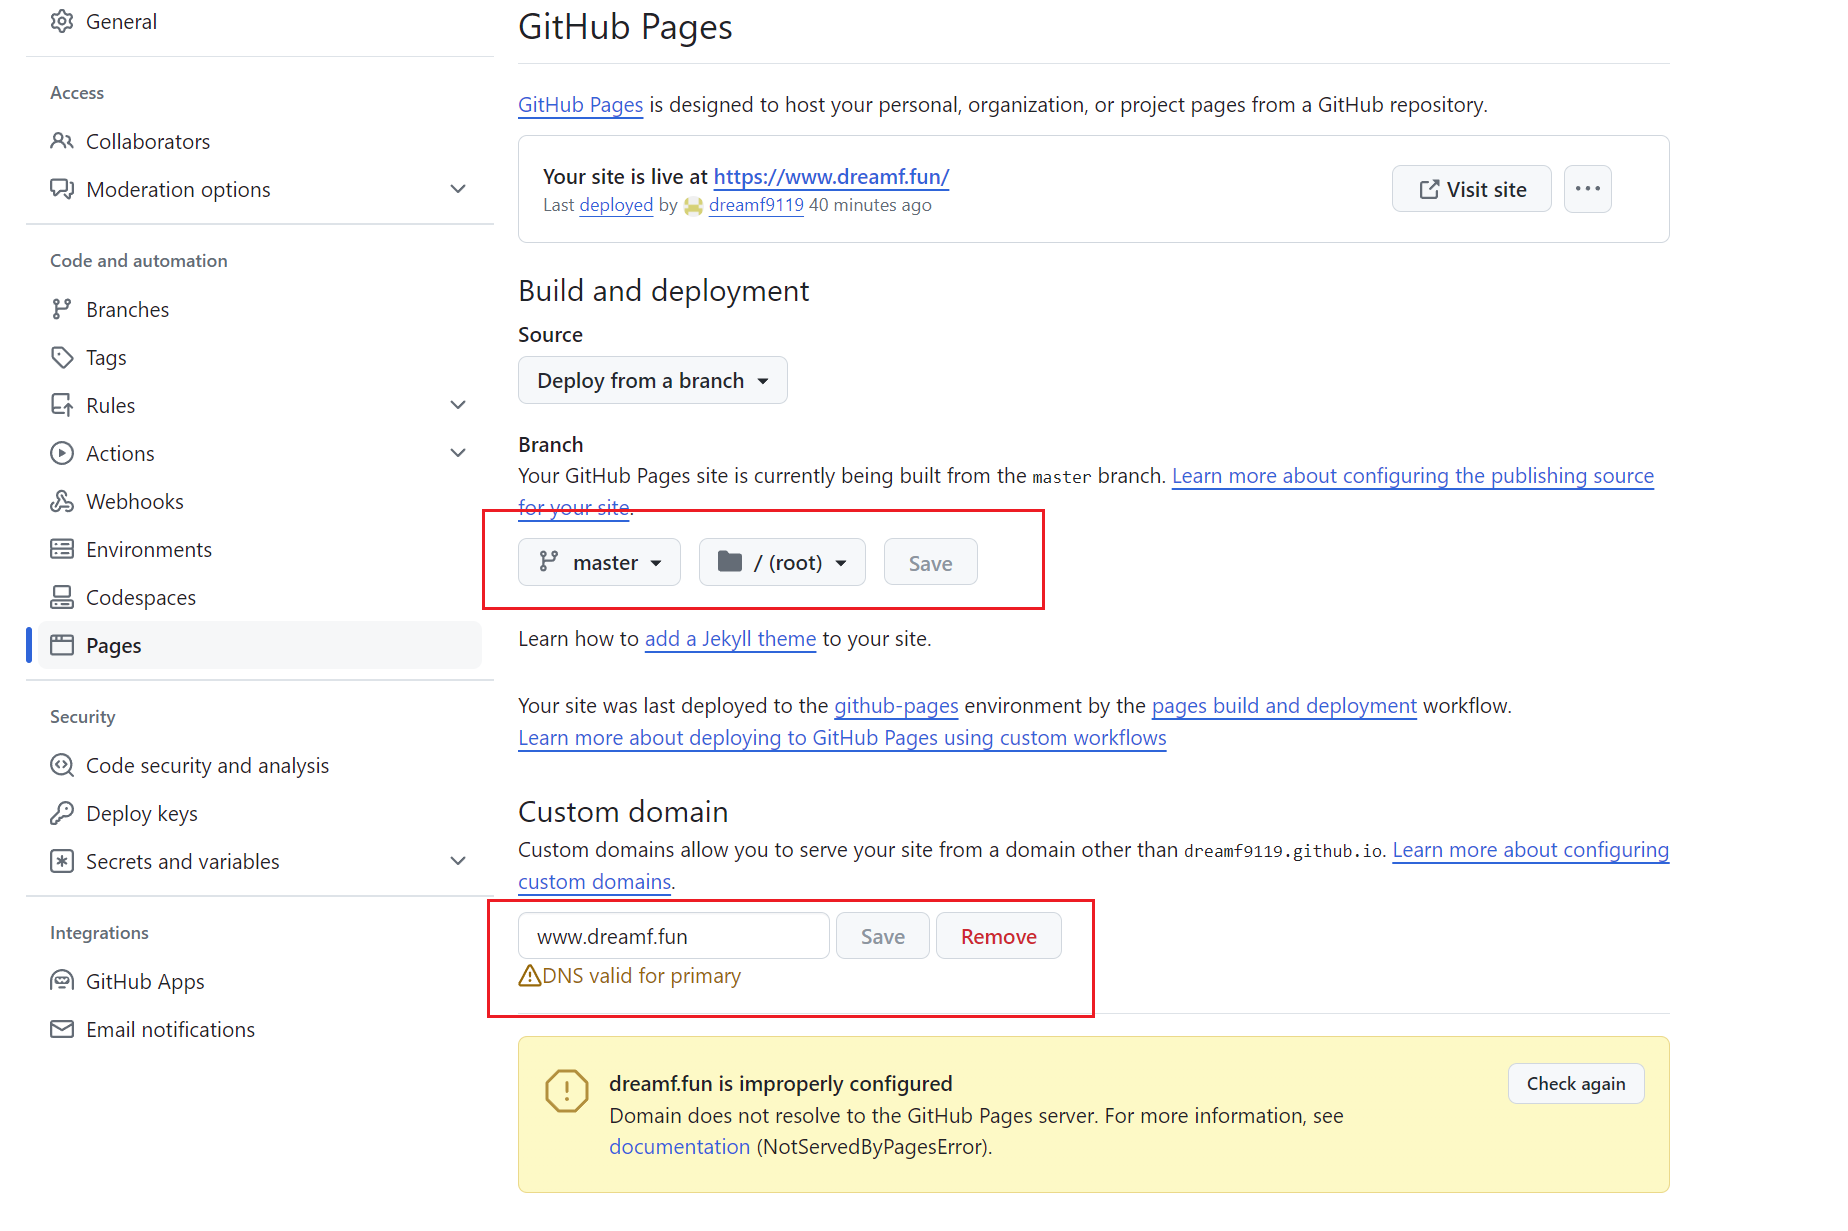 General
Access
Collaborators
Moderation options
Code and automation
Branches
Tags
Rules
Actions
Webhooks
Environments
Codespaces
Pages
Security
Code security and analysis
Deploy keys
Secrets and variables
Integrations
GitHub Apps
Email notifications
GitHub Pages
GitHub Pages is designed to host your personal, organization, or project pages from a GitHub repository.
Your site is live at https://www.dreamf.fun/
Last deployed by dreamf9119 40 minutes ago
Visit site
Build and deployment
Source
Deploy from a branch
Branch
Your GitHub Pages site is currently being built from the master branch. Learn more about configuring the publishing source
for your site.
master / (root) Save
Learn how to add a Jekyll theme to your site.
Your site was last deployed to the github-pages environment by the pages build and deployment workflow.
Learn more about deploying to GitHub Pages using custom workflows
Custom domain
Custom domains allow you to serve your site from a domain other than dreamf9119.github.io. Learn more about configuring
custom domains.
www.dreamf.fun Save Remove
DNS valid for primary
dreamf.fun is improperly configured
Check again
Domain does not resolve to the GitHub Pages server. For more information, see
documentation (NotServedByPagesError).